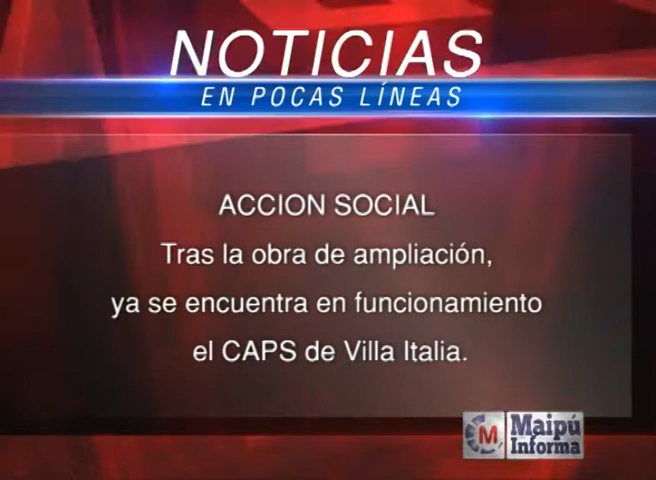 NOTICIAS
EN POCAS LÍNEAS
ACCION SOCIAL
Tras la obra de ampliación,
ya se encuentra en funcionamiento
el CAPS de Villa Italia.
M Maipú
Informa